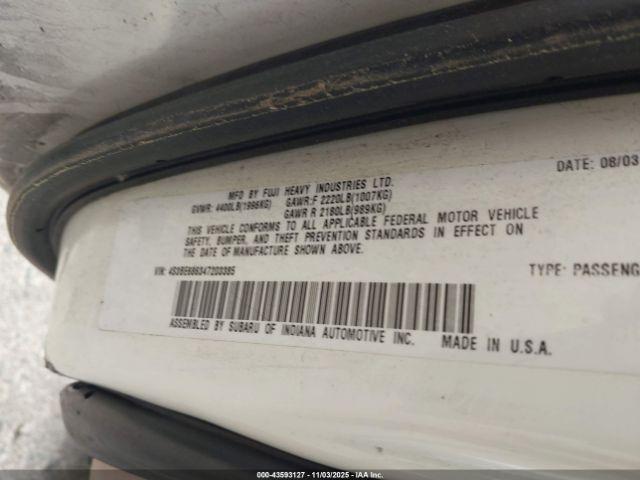 DATE: 08/03
MFD BY FUJI HEAVY INDUSTRIES LTD.
GVWR: 4400LB(1996KG) GAWR:F 2220LB(1007KG)
GAWR R 2180LB(989KG)
THIS VEHICLE CONFORMS TO ALL APPLICABLE FEDERAL MOTOR VEHICLE
SAFETY, BUMPER, AND THEFT PREVENTION STANDARDS IN EFFECT ON
THE DATE OF MANUFACTURE SHOWN ABOVE.
VIN: 4S3BE686347203385
TYPE: PASSENG
ASSEMBLED BY SUBARU OF INDIANA AUTOMOTIVE INC. MADE IN U.S.A.
000-43593127 - 11/03/2025 - IAAI, Inc.